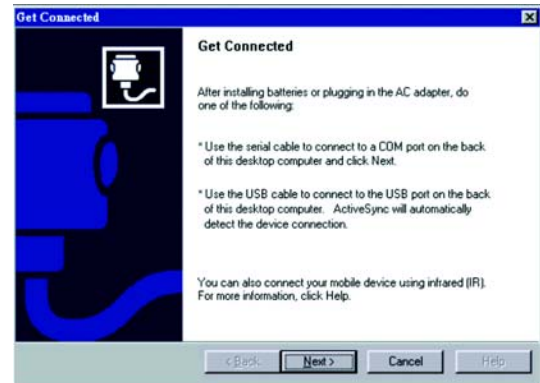 Get Connected
Get Connected
After installing batteries or plugging in the AC adapter, do
one of the following:
* Use the serial cable to connect to a COM port on the back
of this desktop computer and click Next.
* Use the USB cable to connect to the USB port on the back
of this desktop computer. ActiveSync will automatically
detect the device connection.
You can also connect your mobile device using infrared (IR).
For more information, click Help.
< Back Next > Cancel Help